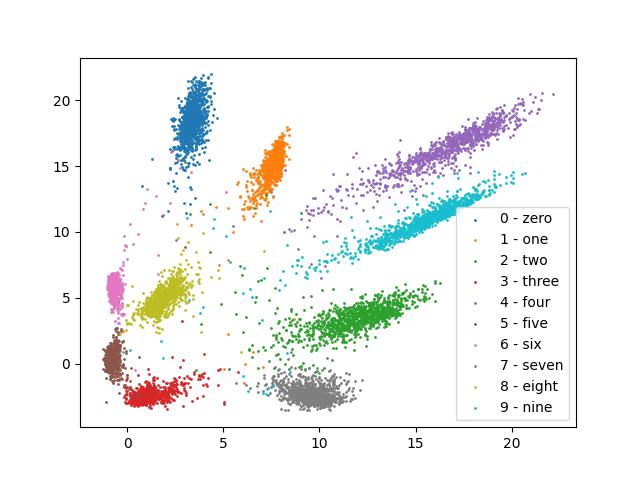 20
15
10
5
0
0 - zero
1 - one
2 - two
3 - three
4 - four
5 - five
6 - six
7 - seven
8 - eight
9 - nine
0 5 10 15 20